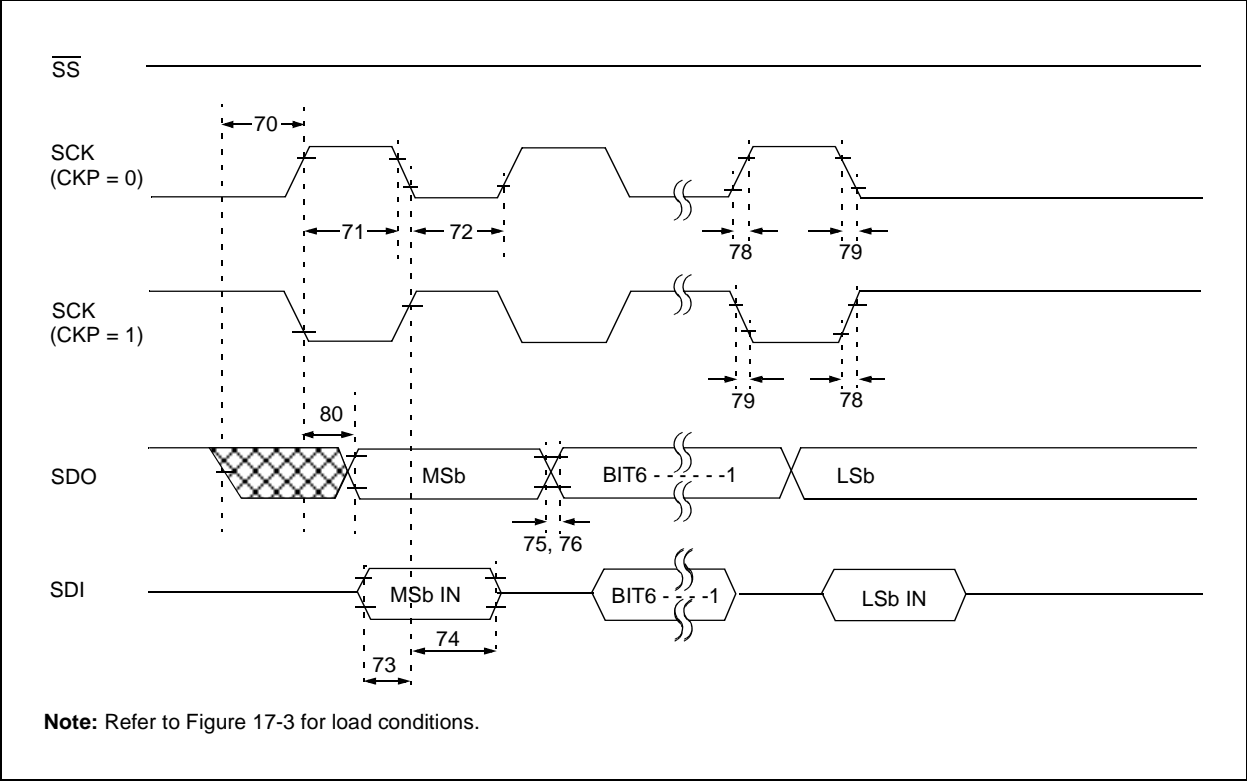 SS
70
SCK
(CKP = 0)
71
72
78
79
SCK
(CKP = 1)
79
78
80
SDO
MSb
BIT6 - - - - - -1
LSb
75, 76
SDI
MSb IN
BIT6 - - - - -1
LSb IN
74
73
Note: Refer to Figure 17-3 for load conditions.